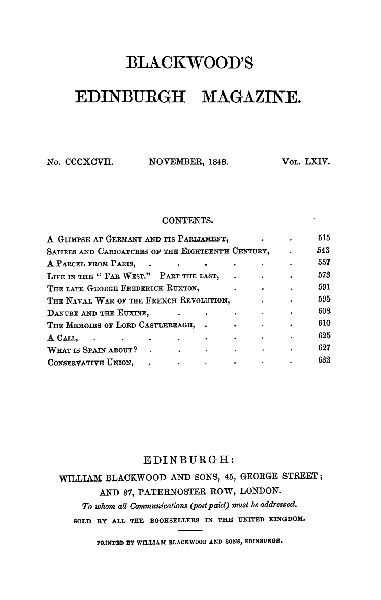 BLACKWOOD'S
EDINBURGH MAGAZINE.
No. CCCXCVII. NOVEMBER, 1848. Vol. LXIV.
CONTENTS.
A Glimpse at Germany and its Parliament, . . 515
Satires and Caricatures of the Eighteenth Century, . 543
A Parcel from Paris, . . . . . . 557
Life in the "Far West." Part the last, . . . 573
The late George Frederick Ruxton, . . . 591
The Naval War of the French Revolution, . . 595
Danube and the Euxine, . . . . . 608
The Memoirs of Lord Castlereagh, . . . . 610
A Call, . . . . . . . . 625
What is Spain about? . . . . . . 627
Conservative Union, . . . . . . 632
EDINBURGH:
WILLIAM BLACKWOOD AND SONS, 45, GEORGE STREET;
AND 37, PATERNOSTER ROW, LONDON.
To whom all Communications (post paid) must be addressed.
SOLD BY ALL THE BOOKSELLERS IN THE UNITED KINGDOM.
PRINTED BY WILLIAM BLACKWOOD AND SONS, EDINBURGH.